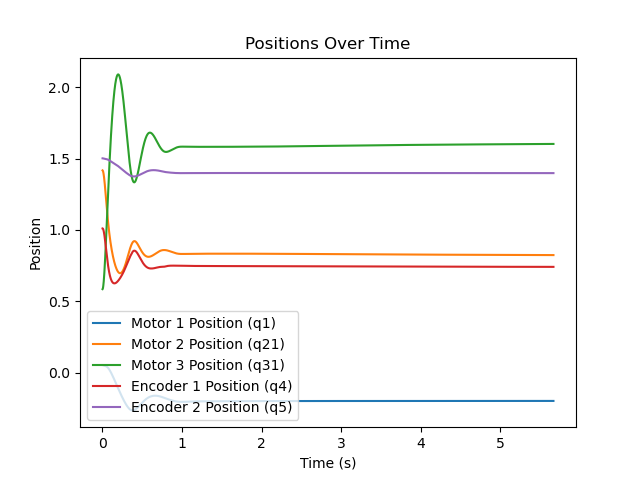 Positions Over Time
Position
2.0
1.5
1.0
0.5
0.0
Motor 1 Position (q1)
Motor 2 Position (q21)
Motor 3 Position (q31)
Encoder 1 Position (q4)
Encoder 2 Position (q5)
0 1 2 3 4 5
Time (s)